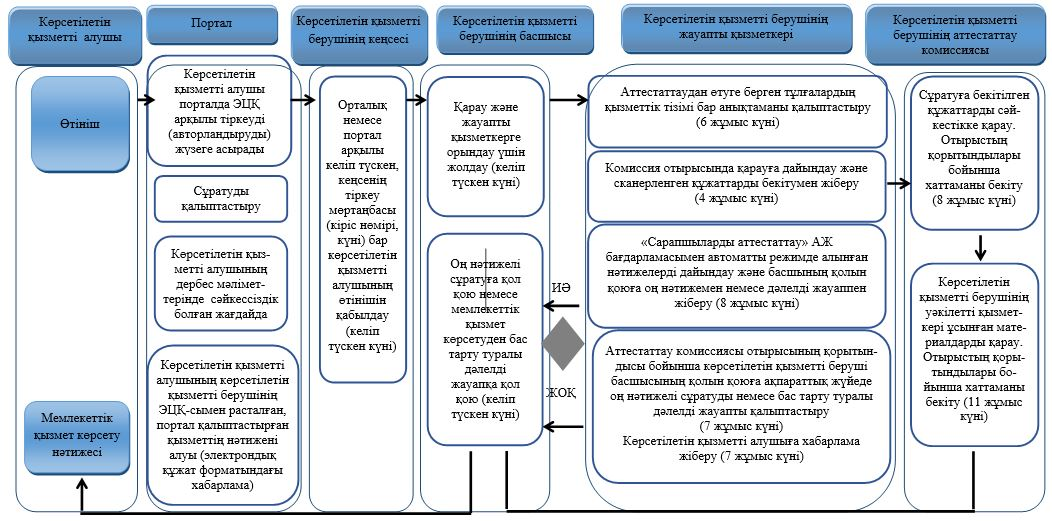 Көрсетілетін
қызметті алушы
Портал
Көрсетілетін қызметті
берушінің кеңсесі
Көрсетілетін қызметті
берушінің басшысы
Көрсетілетін қызметті берушінің
жауапты қызметкері
Көрсетілетін қызметті
берушінің аттестаттау
комиссиясы
Өтініш
Мемлекеттік
қызмет көрсету
нәтижесі
Көрсетілетін
қызметті алушы
порталда ЭЦҚ
арқылы тіркеуді
(авторландыруды)
жүзеге асырады
Сұратуды
қалыптастыру
Көрсетілетін қыз-
метті алушының
дербес мәлімет-
терінде сәйкессіздік
болған жағдайда
Көрсетілетін қызметті
алушының көрсетілетін
қызметті берушінің
ЭЦҚ-сымен расталған,
портал қалыптастырған
қызметтің нәтижені
алуы (электрондық
құжат форматындағы
хабарлама)
Орталық
немесе
портал
арқылы
келіп түскен,
кеңсенің
тіркеу
мөртаңбасы
(кіріс нөмірі,
күні) бар
көрсетілетін
қызметті
алушының
өтінішін
қабылдау
(келіп
түскен күні)
Қарау және
жауапты
қызметкерге
орындау үшін
жолдау (келіп
түскен күні)
Оң нәтижелі
сұратуға қол
қою немесе
мемлекеттік
қызмет
көрсетуден бас
тарту туралы
дәлелді
жауапқа қол
қою (келіп
түскен күні)
ИӘ
ЖОҚ
Аттестаттаудан өтуге берген тұлғалардың
қызметтік тізімі бар анықтаманы қалыптастыру
(6 жұмыс күні)
Комиссия отырысында қарауға дайындау және
сканерленген құжаттарды бекітумен жіберу
(4 жұмыс күні)
«Сарапшыларды аттестаттау» АЖ
бағдарламасымен автоматты режимде алынған
нәтижелерді дайындау және басшының қолын
қоюға оң нәтижемен немесе дәлелді жауаппен
жіберу (8 жұмыс күні)
Аттестаттау комиссиясы отырысының қорытын-
дысы бойынша көрсетілетін қызметті беруші
басшысының қолын қоюға ақпараттық жүйеде
оң нәтижелі сұратуды немесе бас тарту туралы
дәлелді жауапты қалыптастыру
(7 жұмыс күні)
Көрсетілетін қызметті алушыға хабарлама
жіберу (7 жұмыс күні)
Сұратуға бекітілген
құжаттарды сәй-
кестікке қарау.
Отырыстың
қорытындылары
бойынша
хаттаманы бекіту
(8 жұмыс күні)
Көрсетілетін
қызметті берушінің
уәкілетті қызмет-
кері ұсынған мате-
риалдарды қарау.
Отырыстың қоры-
тындылары бо-
йынша хаттаманы
бекіту (11 жұмыс
күні)